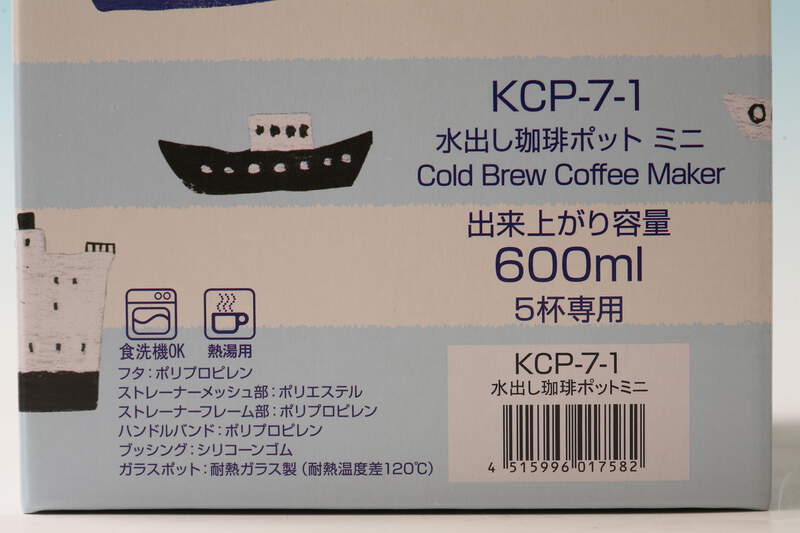 KCP-7-1
水出し珈琲ポット ミニ
Cold Brew Coffee Maker
出来上がり容量
600ml
5杯専用
食洗機OK
熱湯用
フタ：ポリプロピレン
ストレーナーメッシュ部：ポリエステル
ストレーナーフレーム部：ポリプロピレン
ハンドルバンド：ポリプロピレン
ブッシング：シリコーンゴム
ガラスポット：耐熱ガラス製（耐熱温度差120℃）
KCP-7-1
水出し珈琲ポットミニ
4 515996 017582